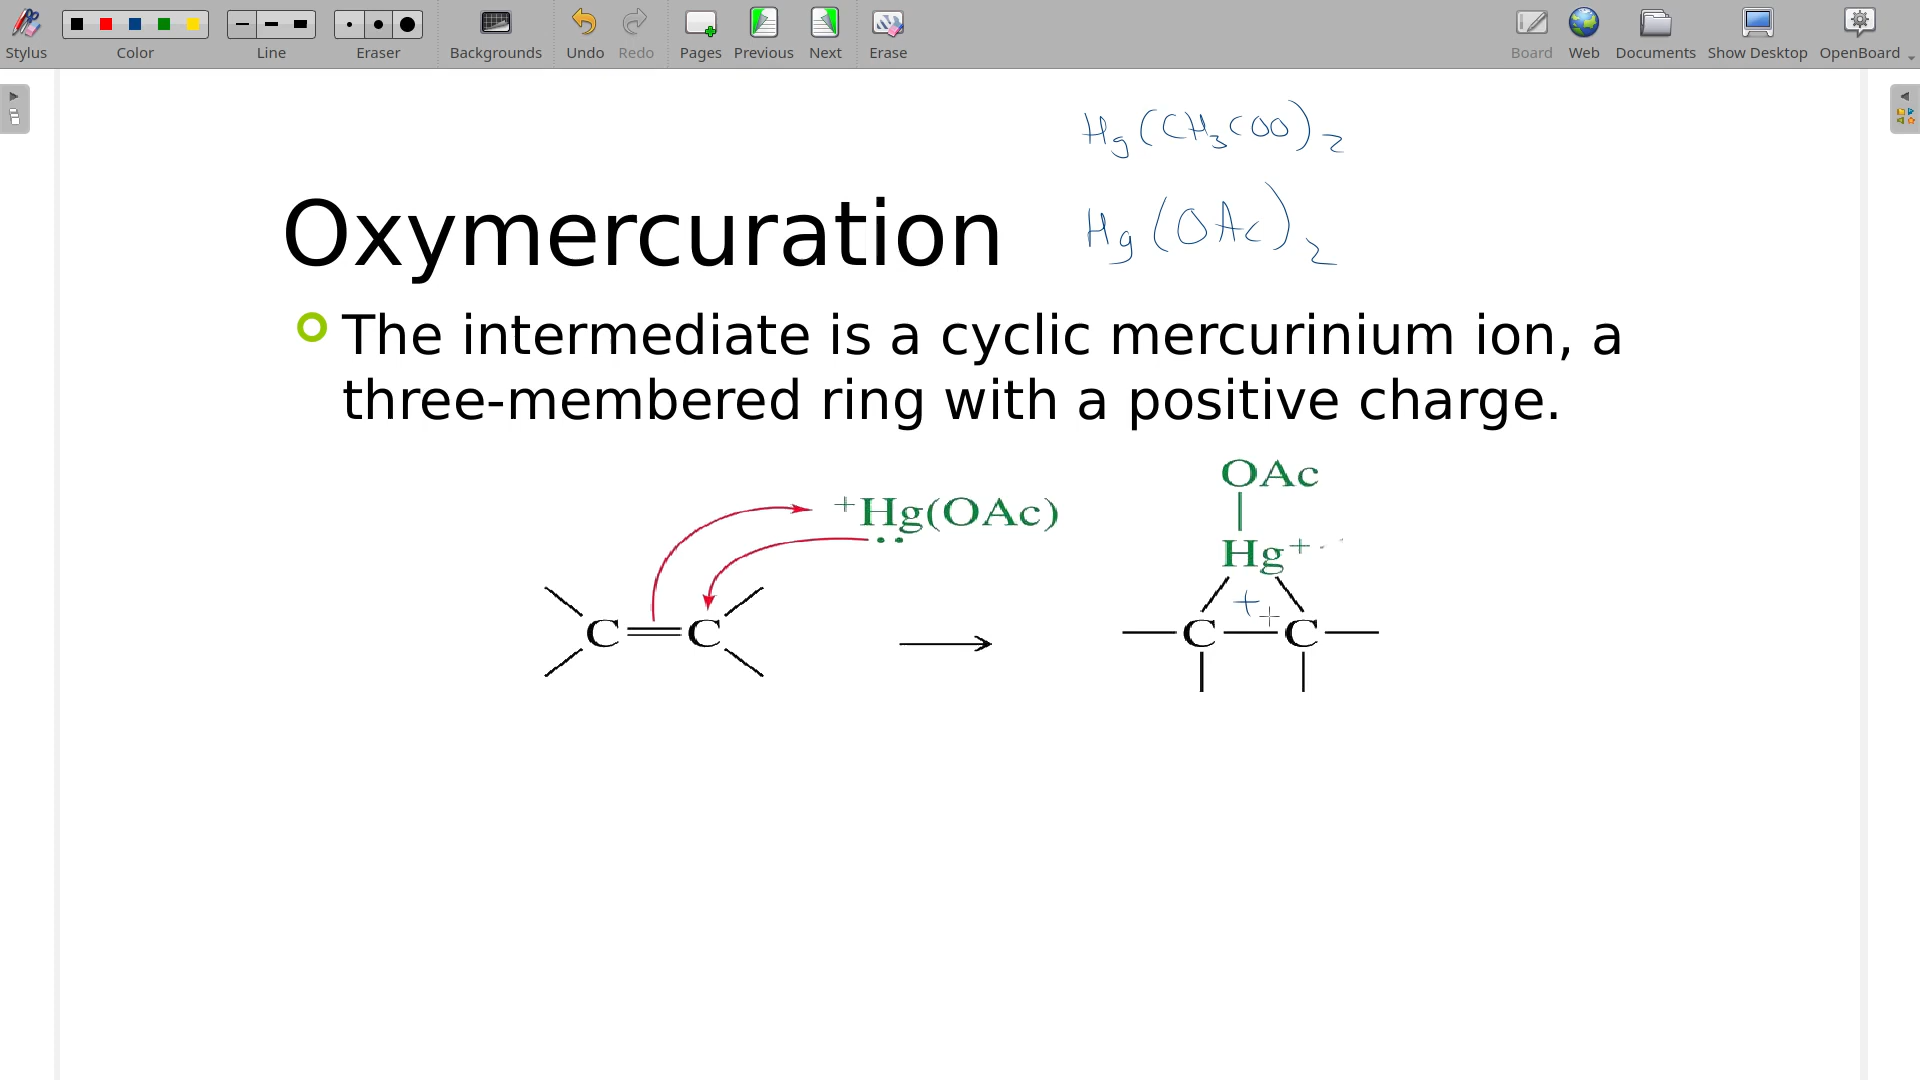 Stylus Color Line Eraser Backgrounds Undo Redo Pages Previous Next Erase Board Web Documents Show Desktop OpenBoard
Hg(CH₃COO)₂
Oxymercuration
Hg(OAc)₂
The intermediate is a cyclic mercurinium ion, a
three-membered ring with a positive charge.
⁺Hg(OAc)
C=C
OAc
Hg⁺
+
C—C